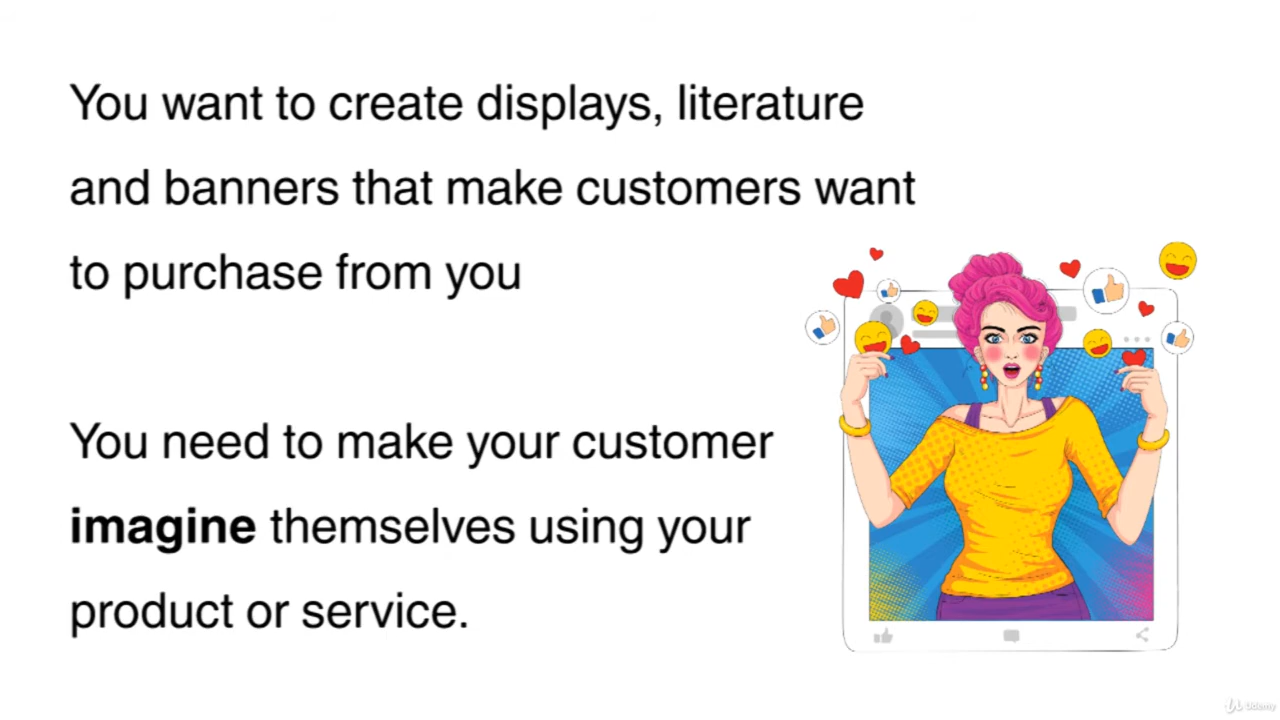 You want to create displays, literature
and banners that make customers want
to purchase from you
You need to make your customer
imagine themselves using your
product or service.
Udemy